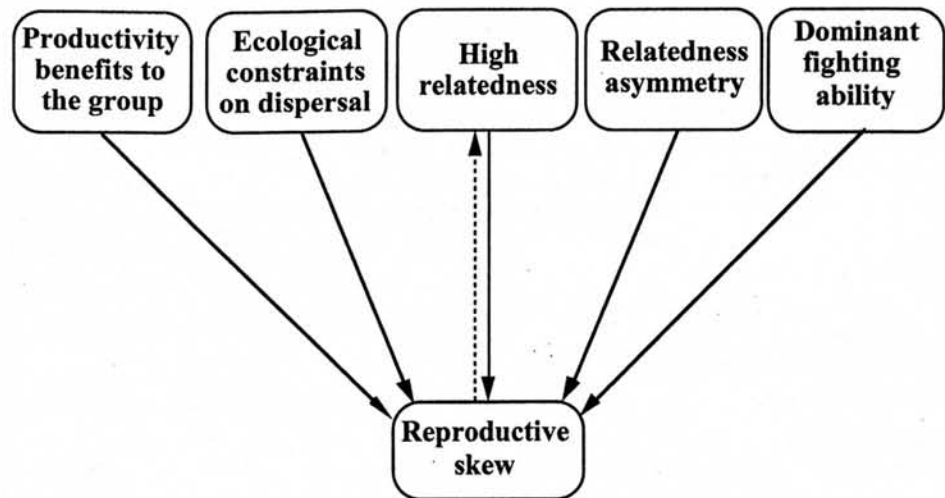 Productivity
benefits to
the group
Ecological
constraints
on dispersal
High
relatedness
Relatedness
asymmetry
Dominant
fighting
ability
Reproductive
skew